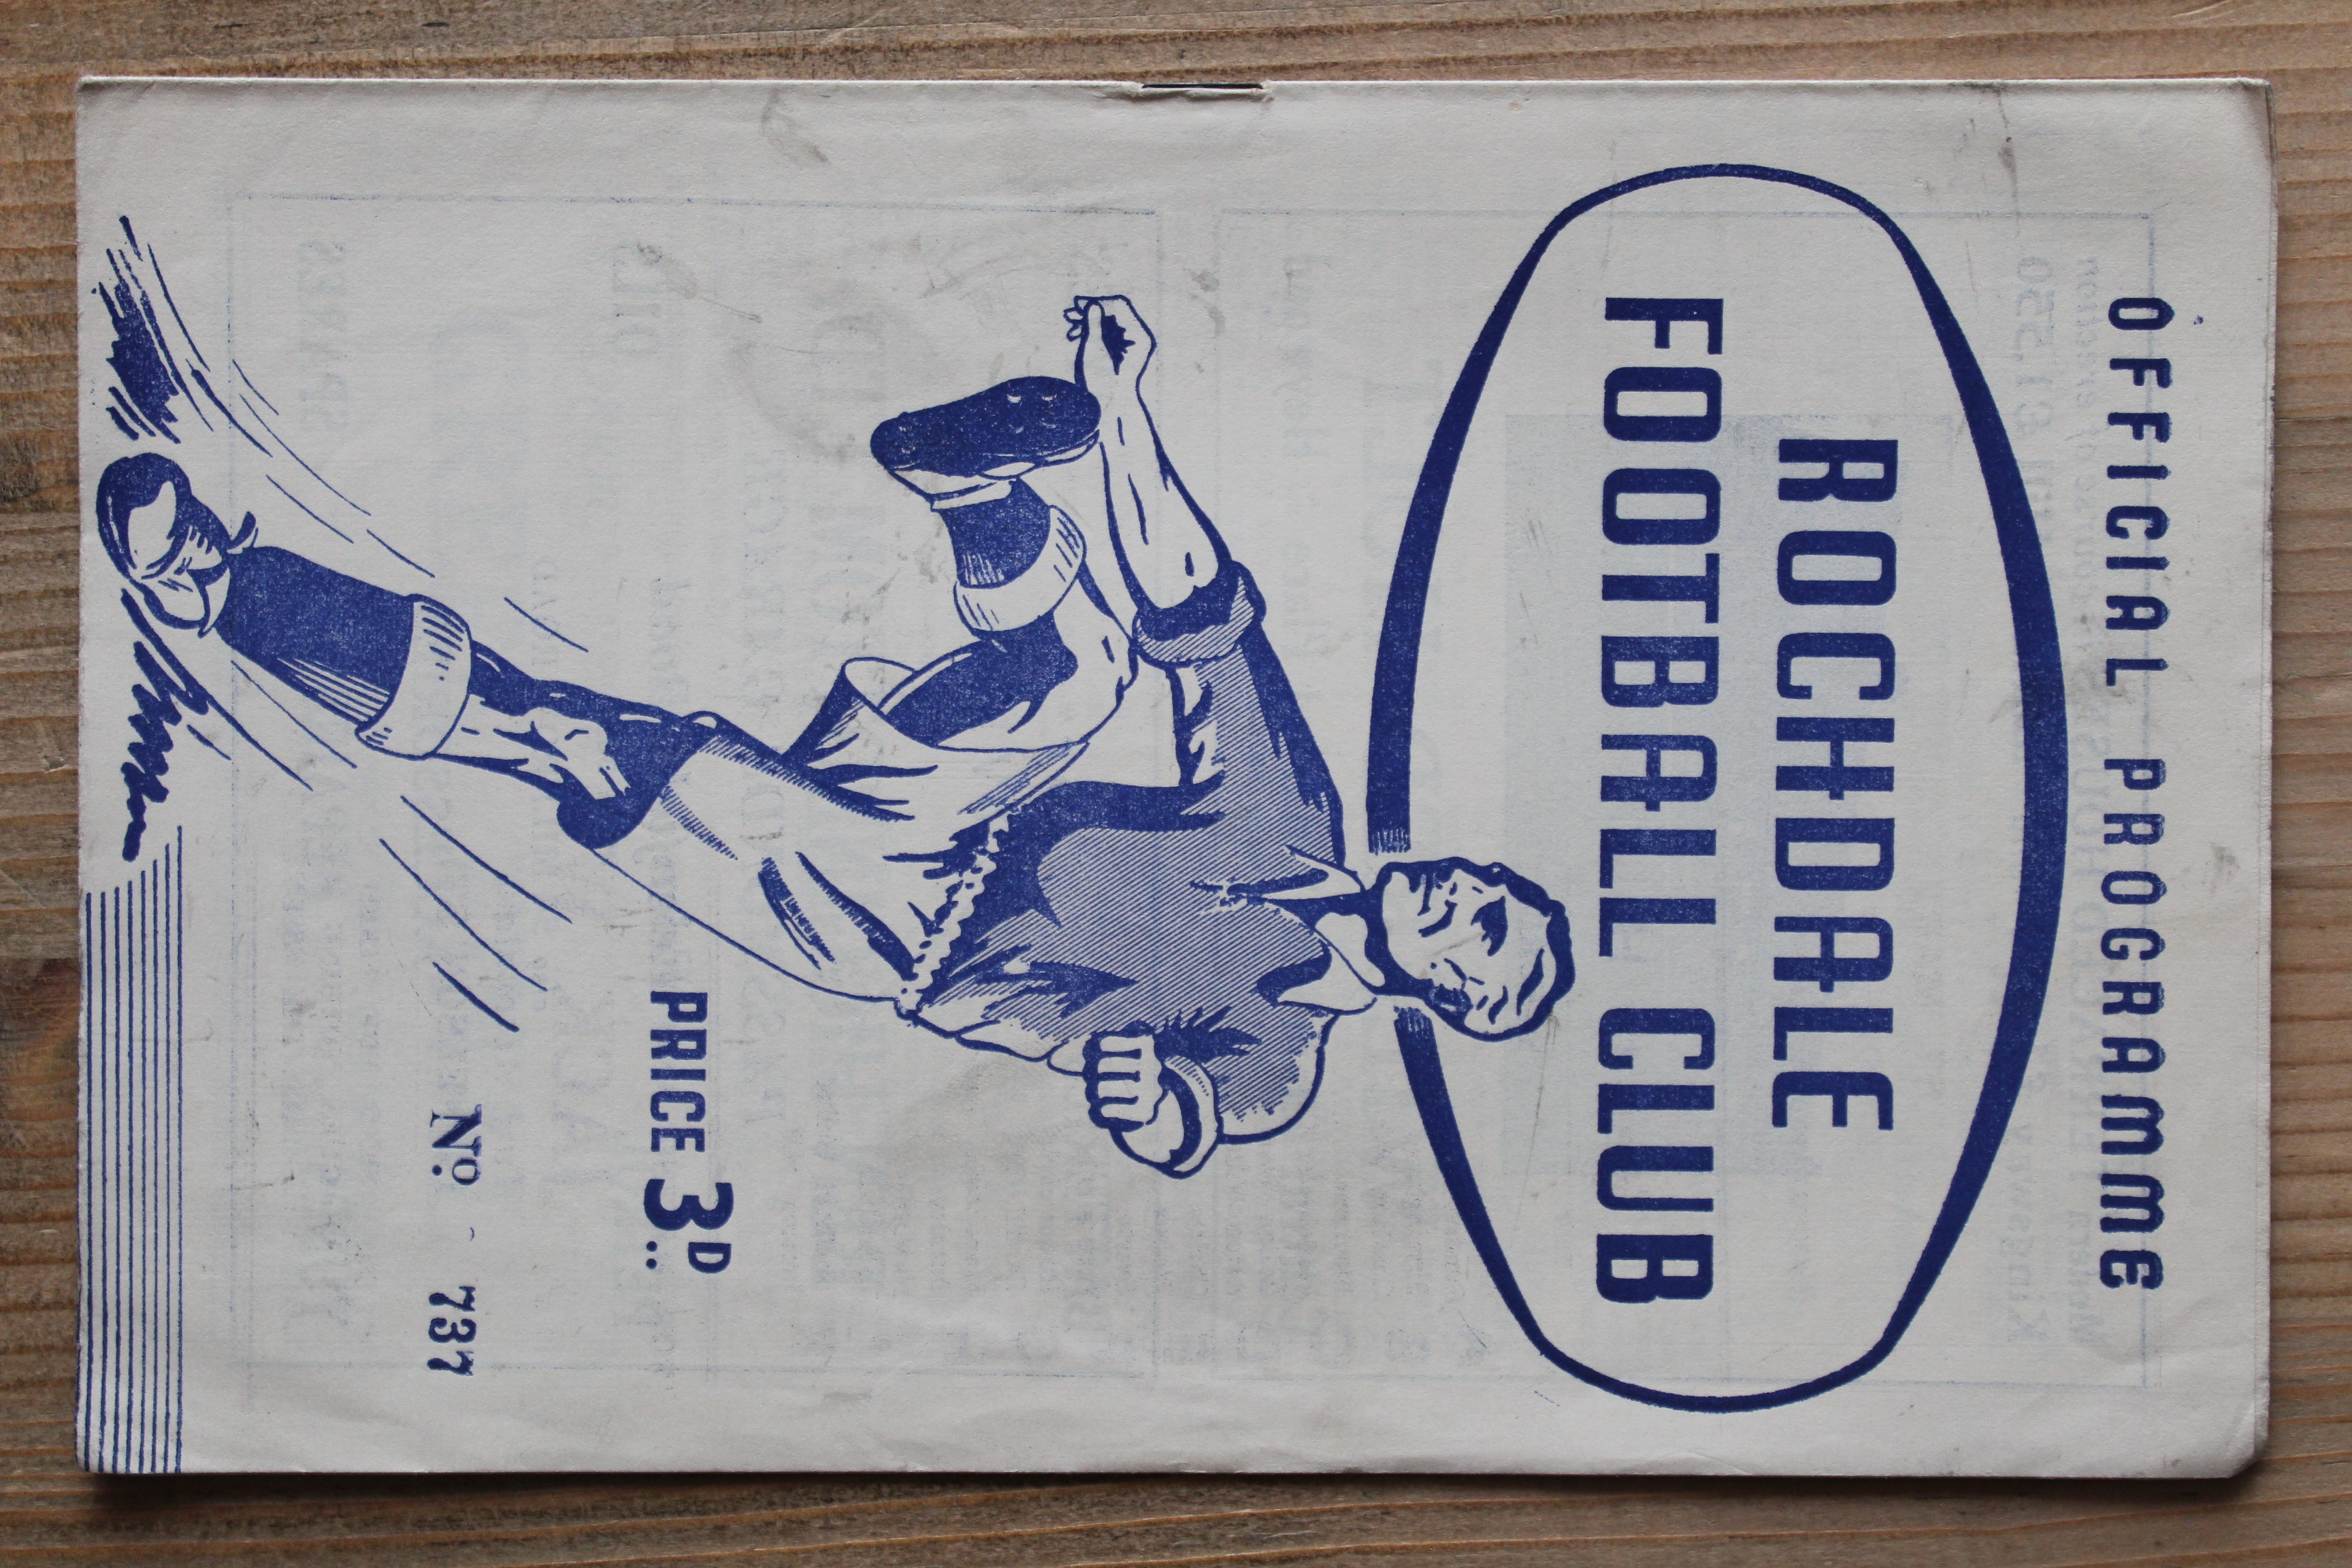 OFFICIAL PROGRAMME
ROCHDALE
FOOTBALL CLUB
PRICE 3D..
No 737